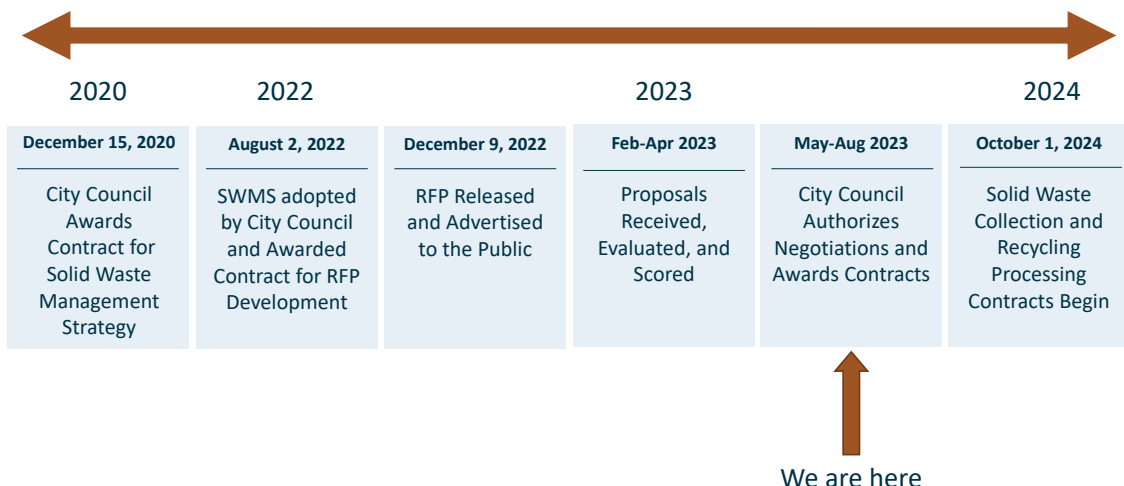 2020
2022
2023
2024
December 15, 2020
City Council
Awards
Contract for
Solid Waste
Management
Strategy
August 2, 2022
SWMS adopted
by City Council
and Awarded
Contract for RFP
Development
December 9, 2022
RFP Released
and Advertised
to the Public
Feb-Apr 2023
Proposals
Received,
Evaluated, and
Scored
May-Aug 2023
City Council
Authorizes
Negotiations and
Awards Contracts
October 1, 2024
Solid Waste
Collection and
Recycling
Processing
Contracts Begin
We are here